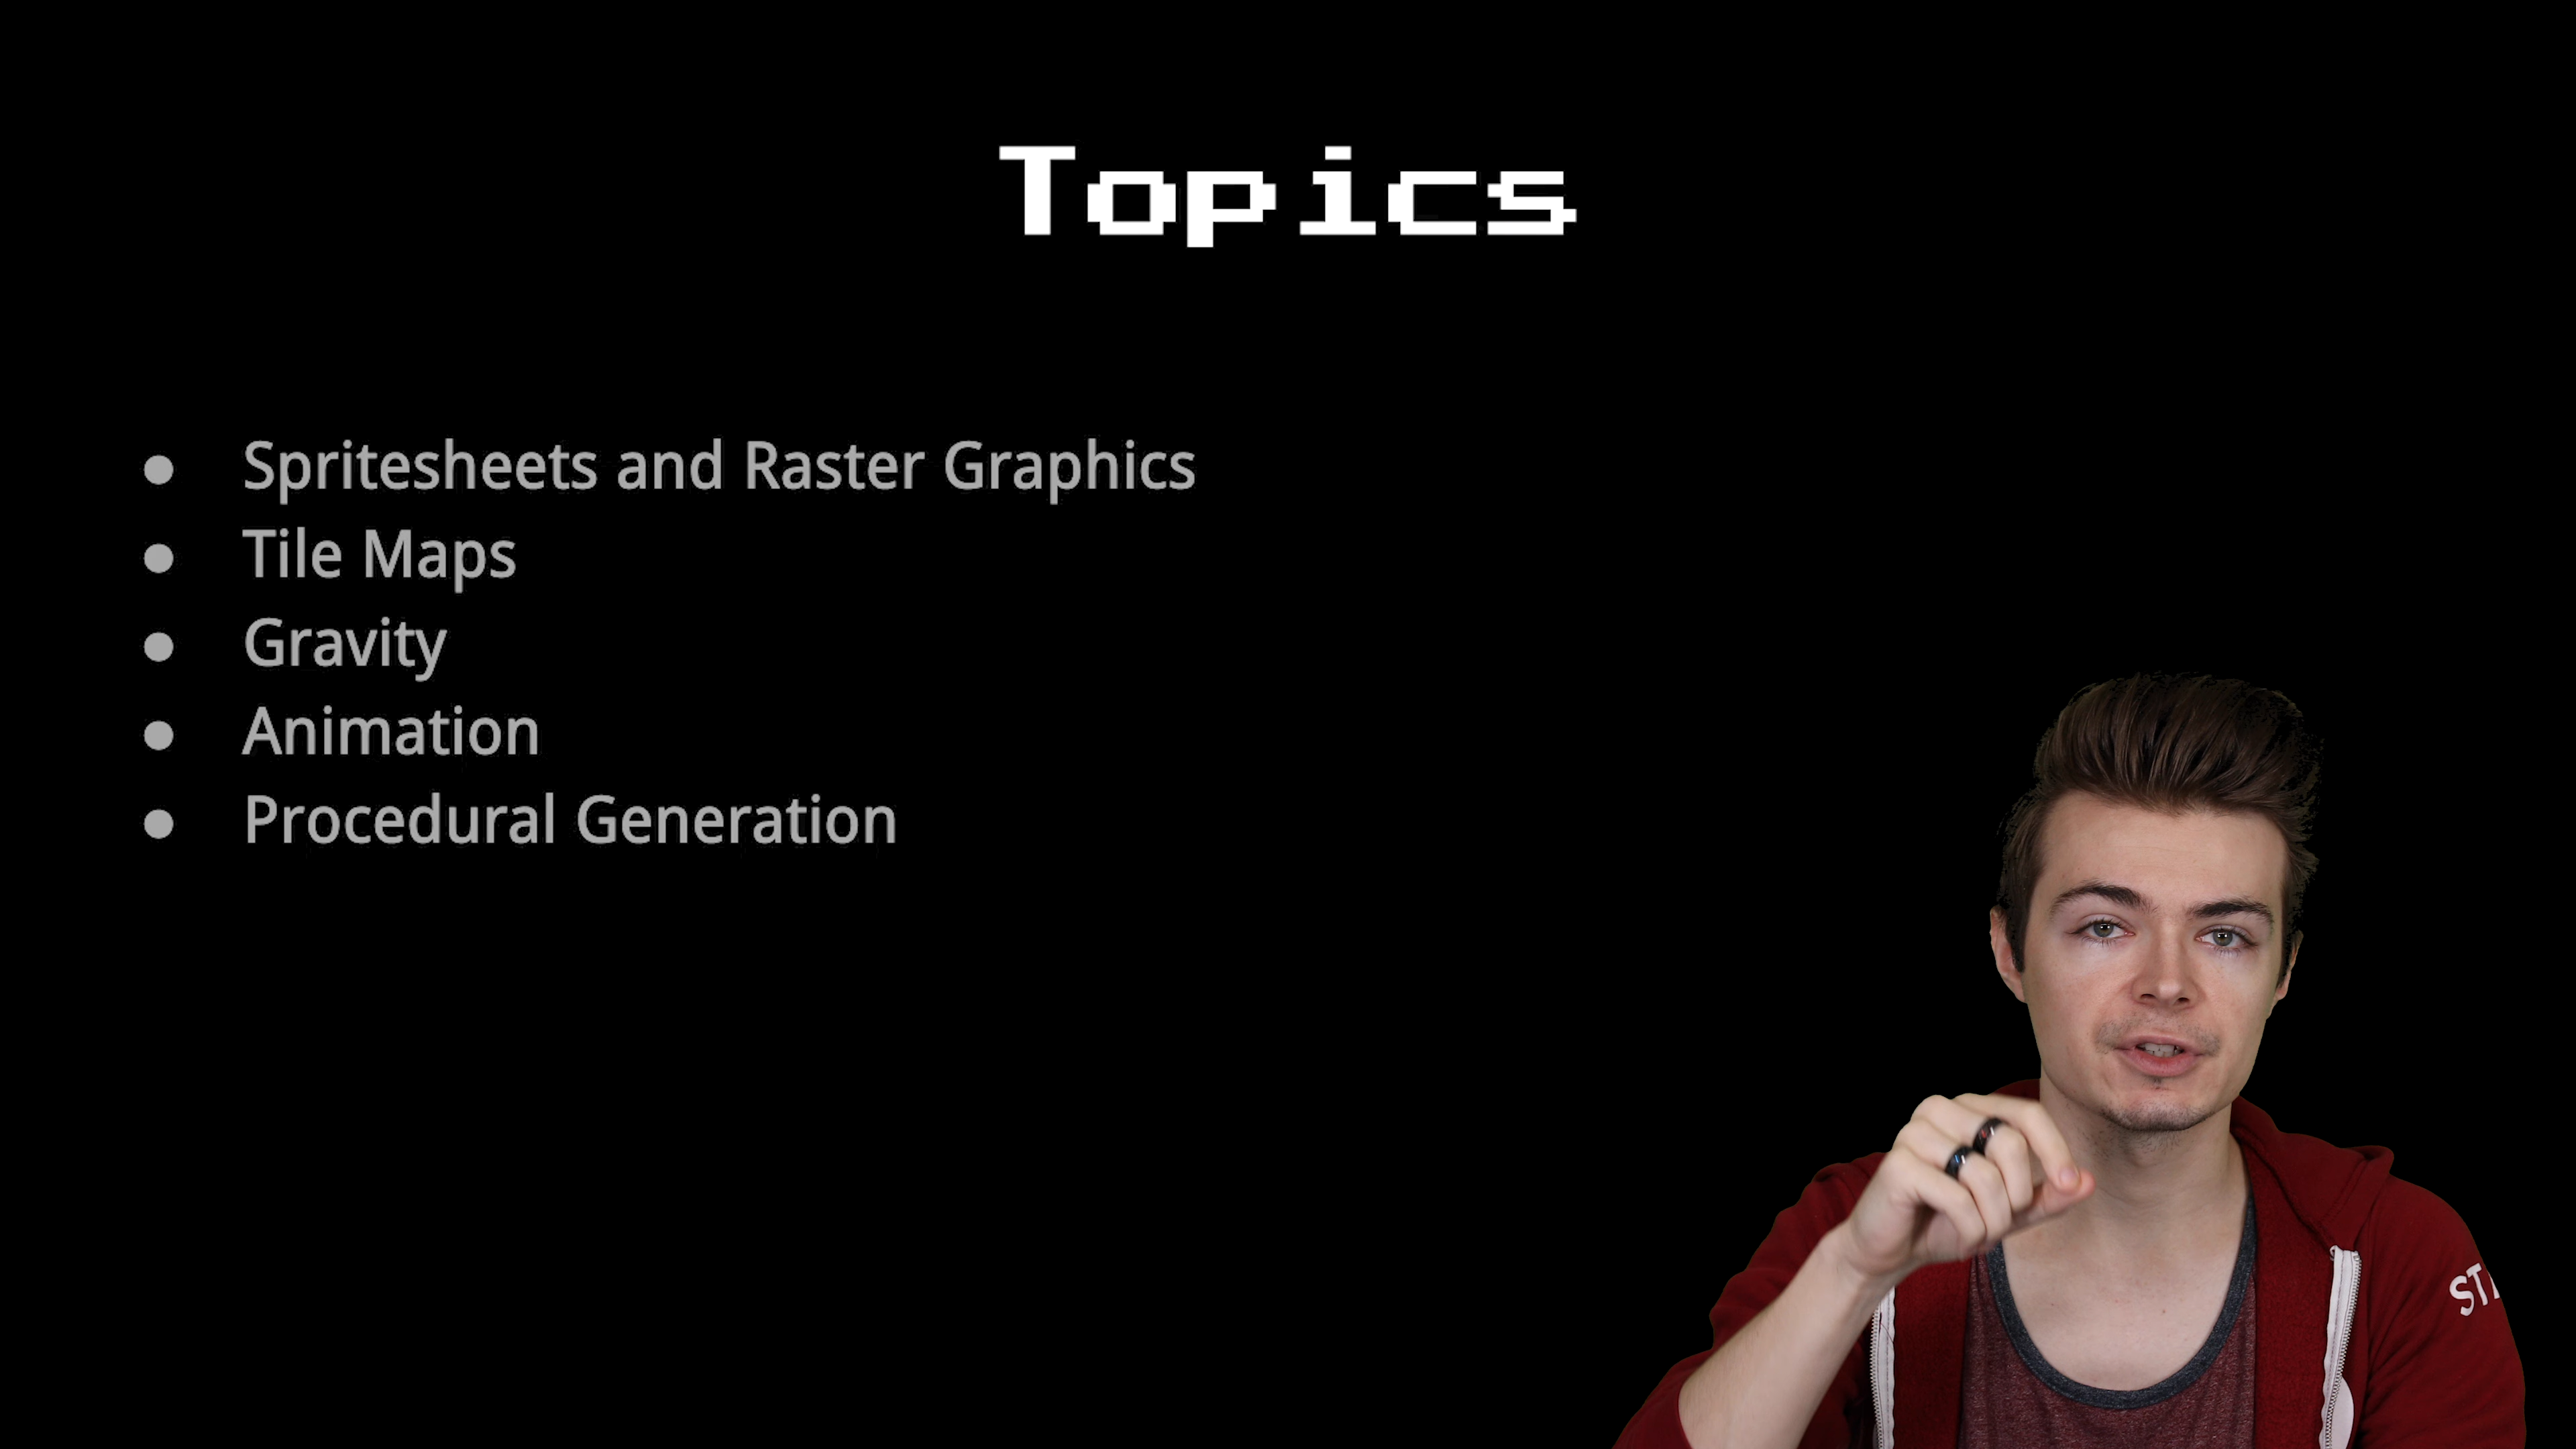 Topics
Spritesheets and Raster Graphics
Tile Maps
Gravity
Animation
Procedural Generation